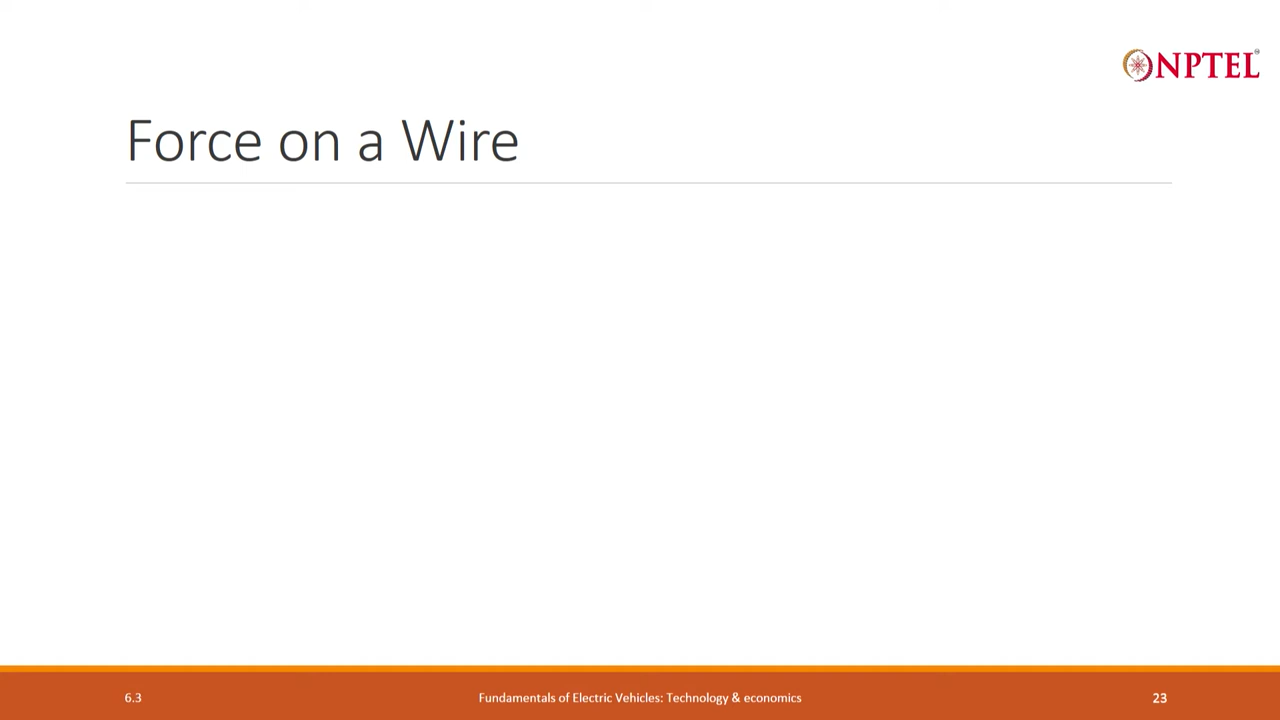 NPTEL
Force on a Wire
6.3
Fundamentals of Electric Vehicles: Technology & economics
23